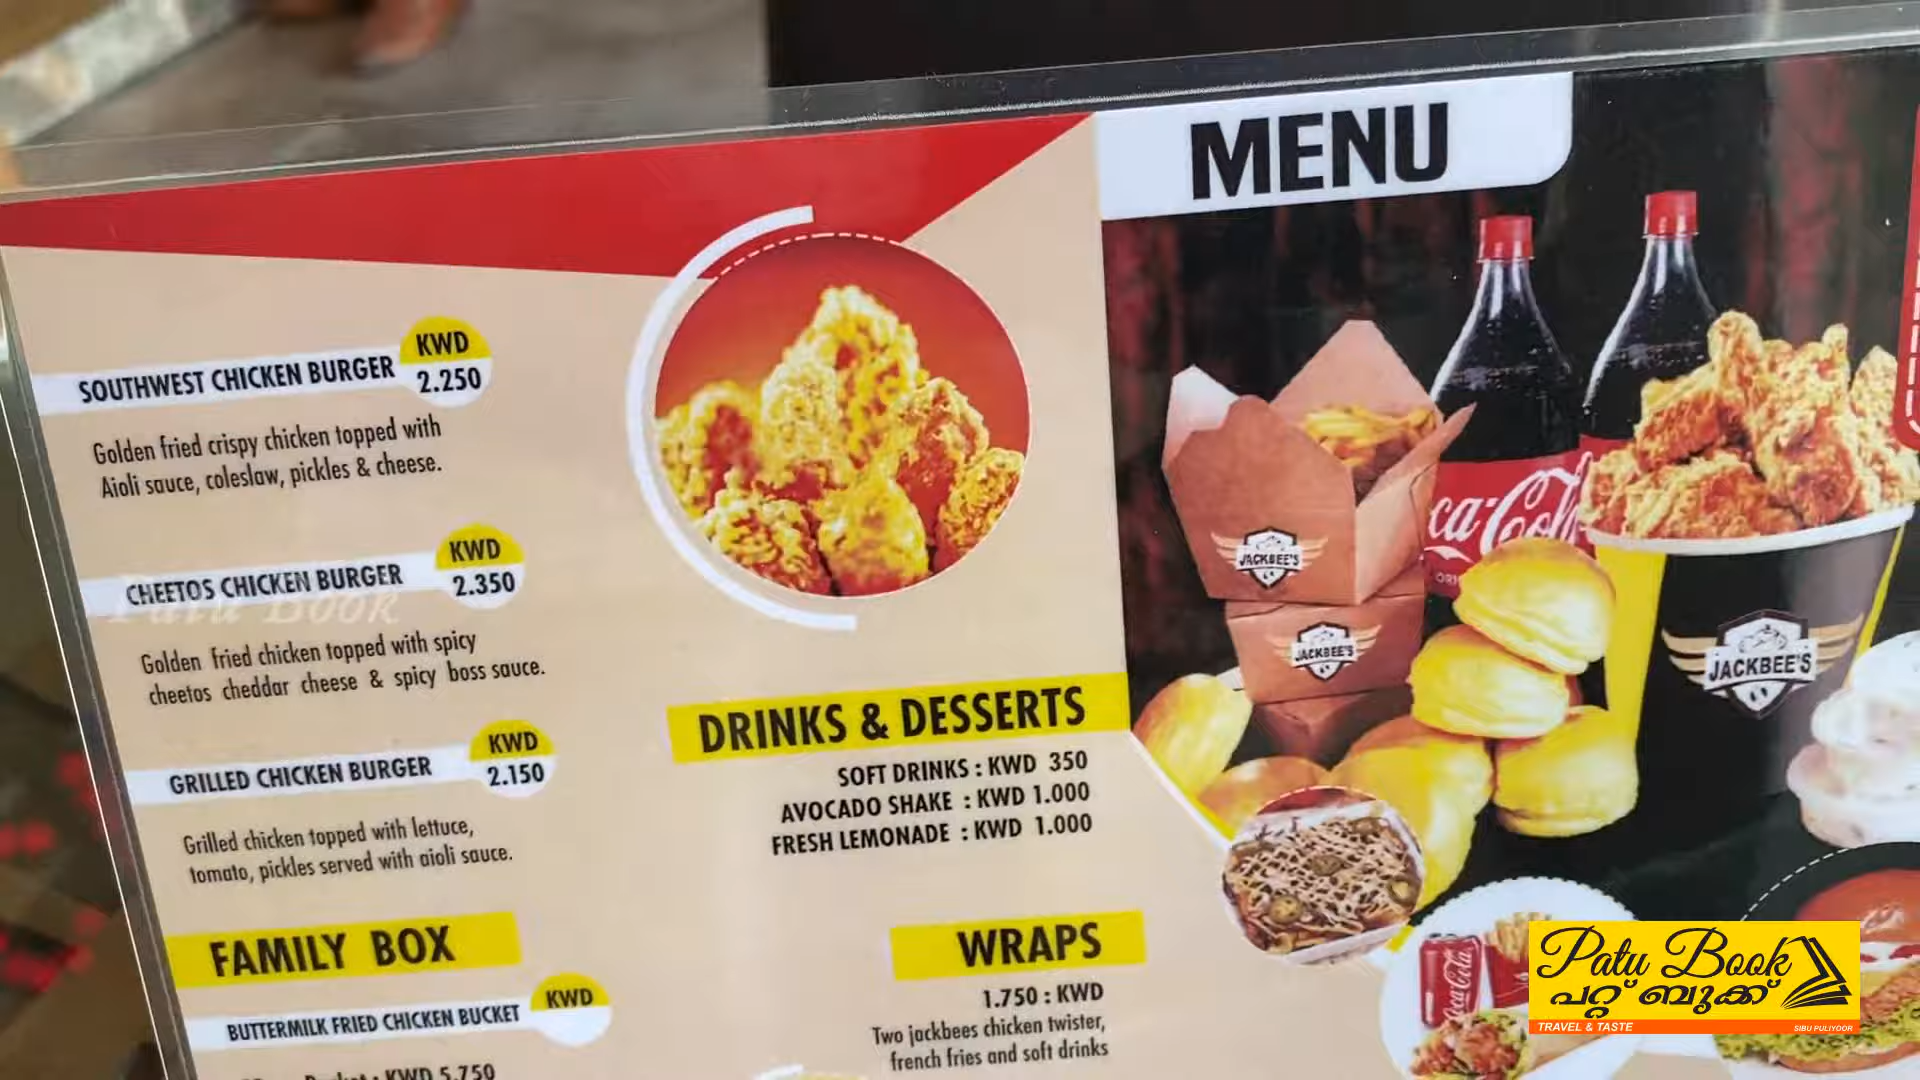 MENU
SOUTHWEST CHICKEN BURGER
KWD
2.250
Golden fried crispy chicken topped with
Aioli sauce, coleslaw, pickles & cheese.
CHEETOS CHICKEN BURGER
KWD
2.350
Patu Book
Golden fried chicken topped with spicy
cheetos cheddar cheese & spicy boss sauce.
GRILLED CHICKEN BURGER
KWD
2.150
Grilled chicken topped with lettuce,
tomato, pickles served with aioli sauce.
FAMILY BOX
BUTTERMILK FRIED CHICKEN BUCKET
KWD
: KWD 5.750
DRINKS & DESSERTS
SOFT DRINKS : KWD 350
AVOCADO SHAKE : KWD 1.000
FRESH LEMONADE : KWD 1.000
WRAPS
1.750 : KWD
Two jackbees chicken twister,
french fries and soft drinks
JACKBEE'S
JACKBEE'S
JACKBEE'S
Coca-Cola
Patu Book
പറ്റ് ബുക്ക്
TRAVEL & TASTE
SIBU PULIYOOR